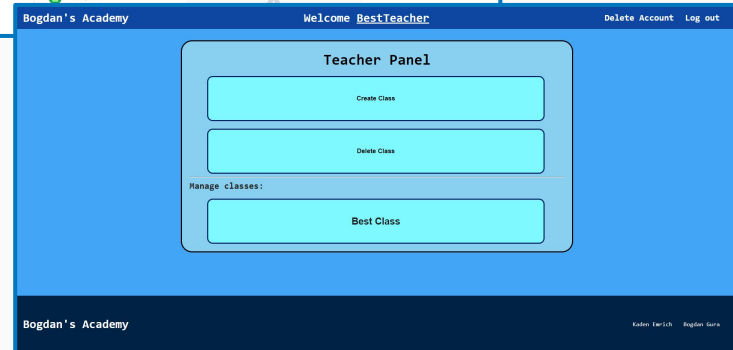 Bogdan's Academy Welcome BestTeacher Delete Account Log out
Teacher Panel
Create Class
Delete Class
Manage classes:
Best Class
Bogdan's Academy Kaden Emrich Bogdan Gura